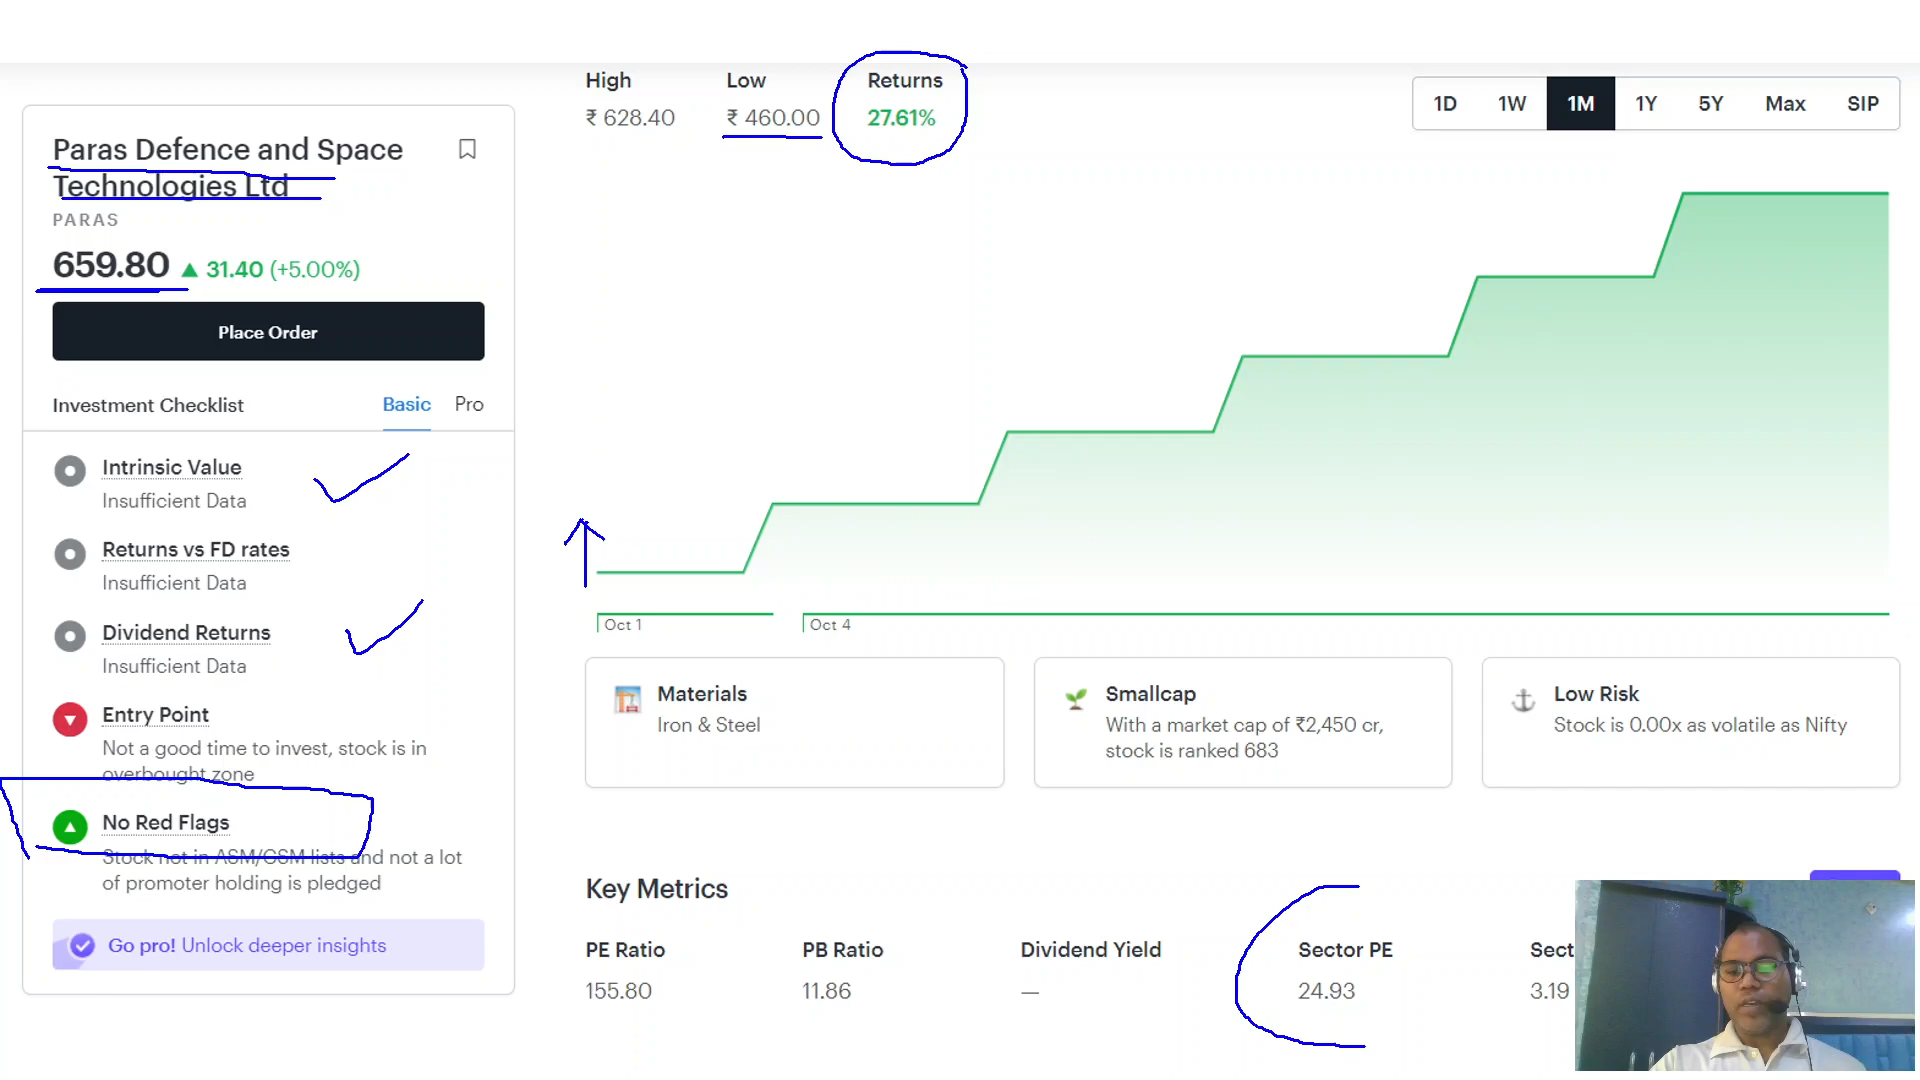 Paras Defence and Space
Technologies Ltd
PARAS
659.80 ▲ 31.40 (+5.00%)
Place Order
Investment Checklist Basic Pro
Intrinsic Value
Insufficient Data
Returns vs FD rates
Insufficient Data
Dividend Returns
Insufficient Data
Entry Point
Not a good time to invest, stock is in
overbought zone
No Red Flags
Stock not in ASM/GSM lists and not a lot
of promoter holding is pledged
Go pro! Unlock deeper insights
High Low Returns
₹ 628.40 ₹ 460.00 27.61%
1D 1W 1M 1Y 5Y Max SIP
Oct 1 Oct 4
Materials
Iron & Steel
Smallcap
With a market cap of ₹2,450 cr,
stock is ranked 683
Low Risk
Stock is 0.00x as volatile as Nifty
Key Metrics
PE Ratio PB Ratio Dividend Yield Sector PE Sect
155.80 11.86 — 24.93 3.19